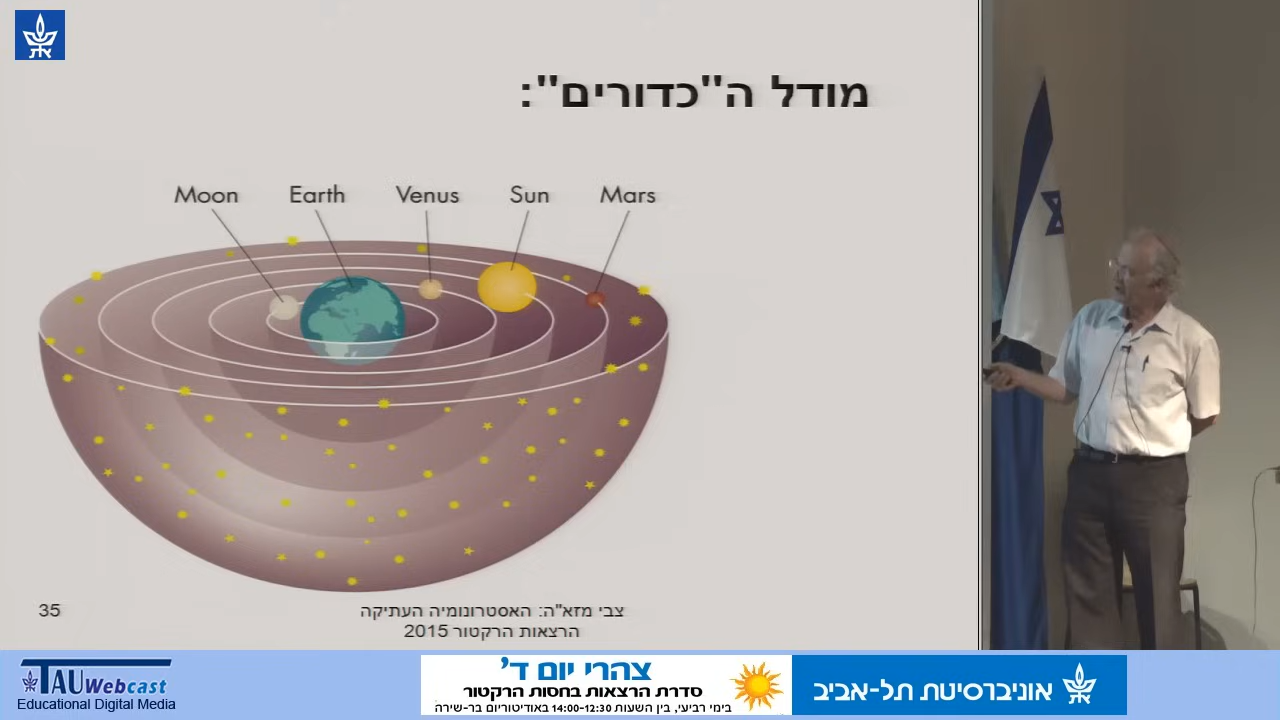 מודל ה"כדורים":
Moon Earth Venus Sun Mars
צבי מזא"ה: האסטרונומיה העתיקה
הרצאות הרקטור 2015
35
TAU Webcast
Educational Digital Media
צהרי יום ד'
סדרת הרצאות בחסות הרקטור
בימי רביעי, בין השעות 14:00-12:30 באודיטוריום בר-שירה
אוניברסיטת תל-אביב